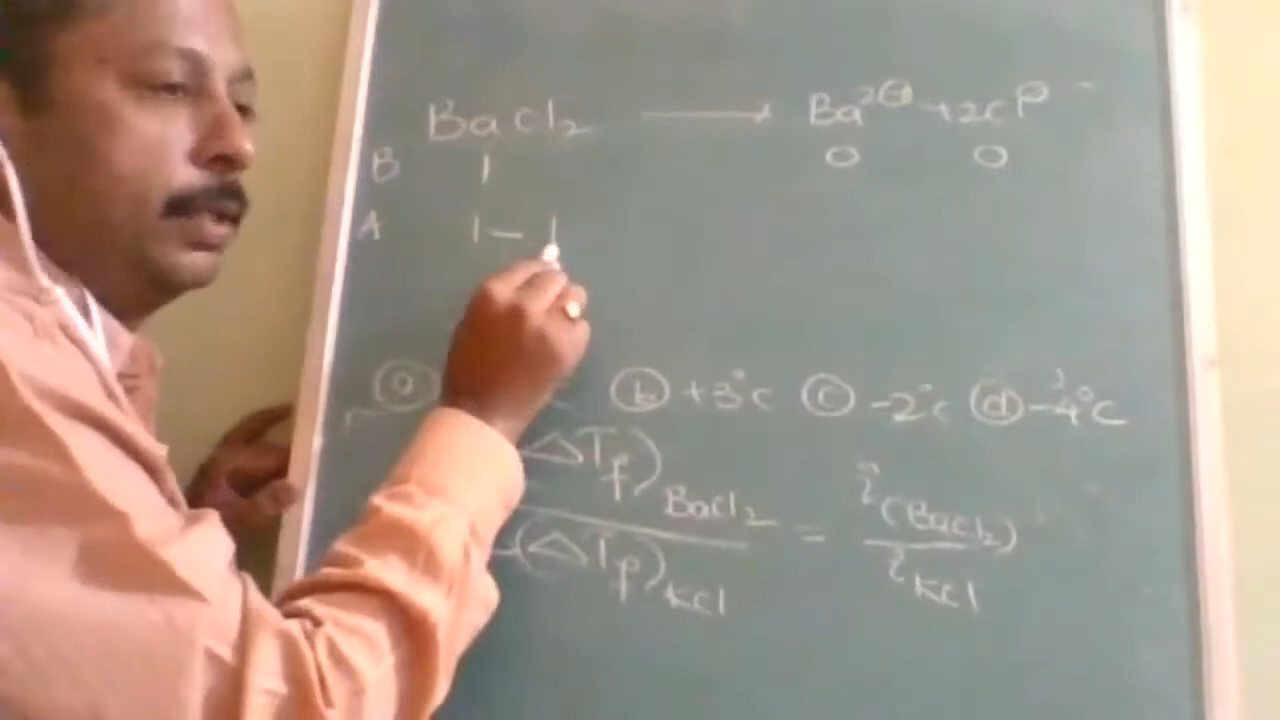 BaCl₂ ⟶ Ba²⊕ + 2Cl⊖
B 1 0 0
A 1 – 1
ⓐ ⓑ +3°C ⓒ -2°C ⓓ -4°C
ΔTf)BaCl₂ = i(BaCl₂)
(ΔTf)KCl iKCl